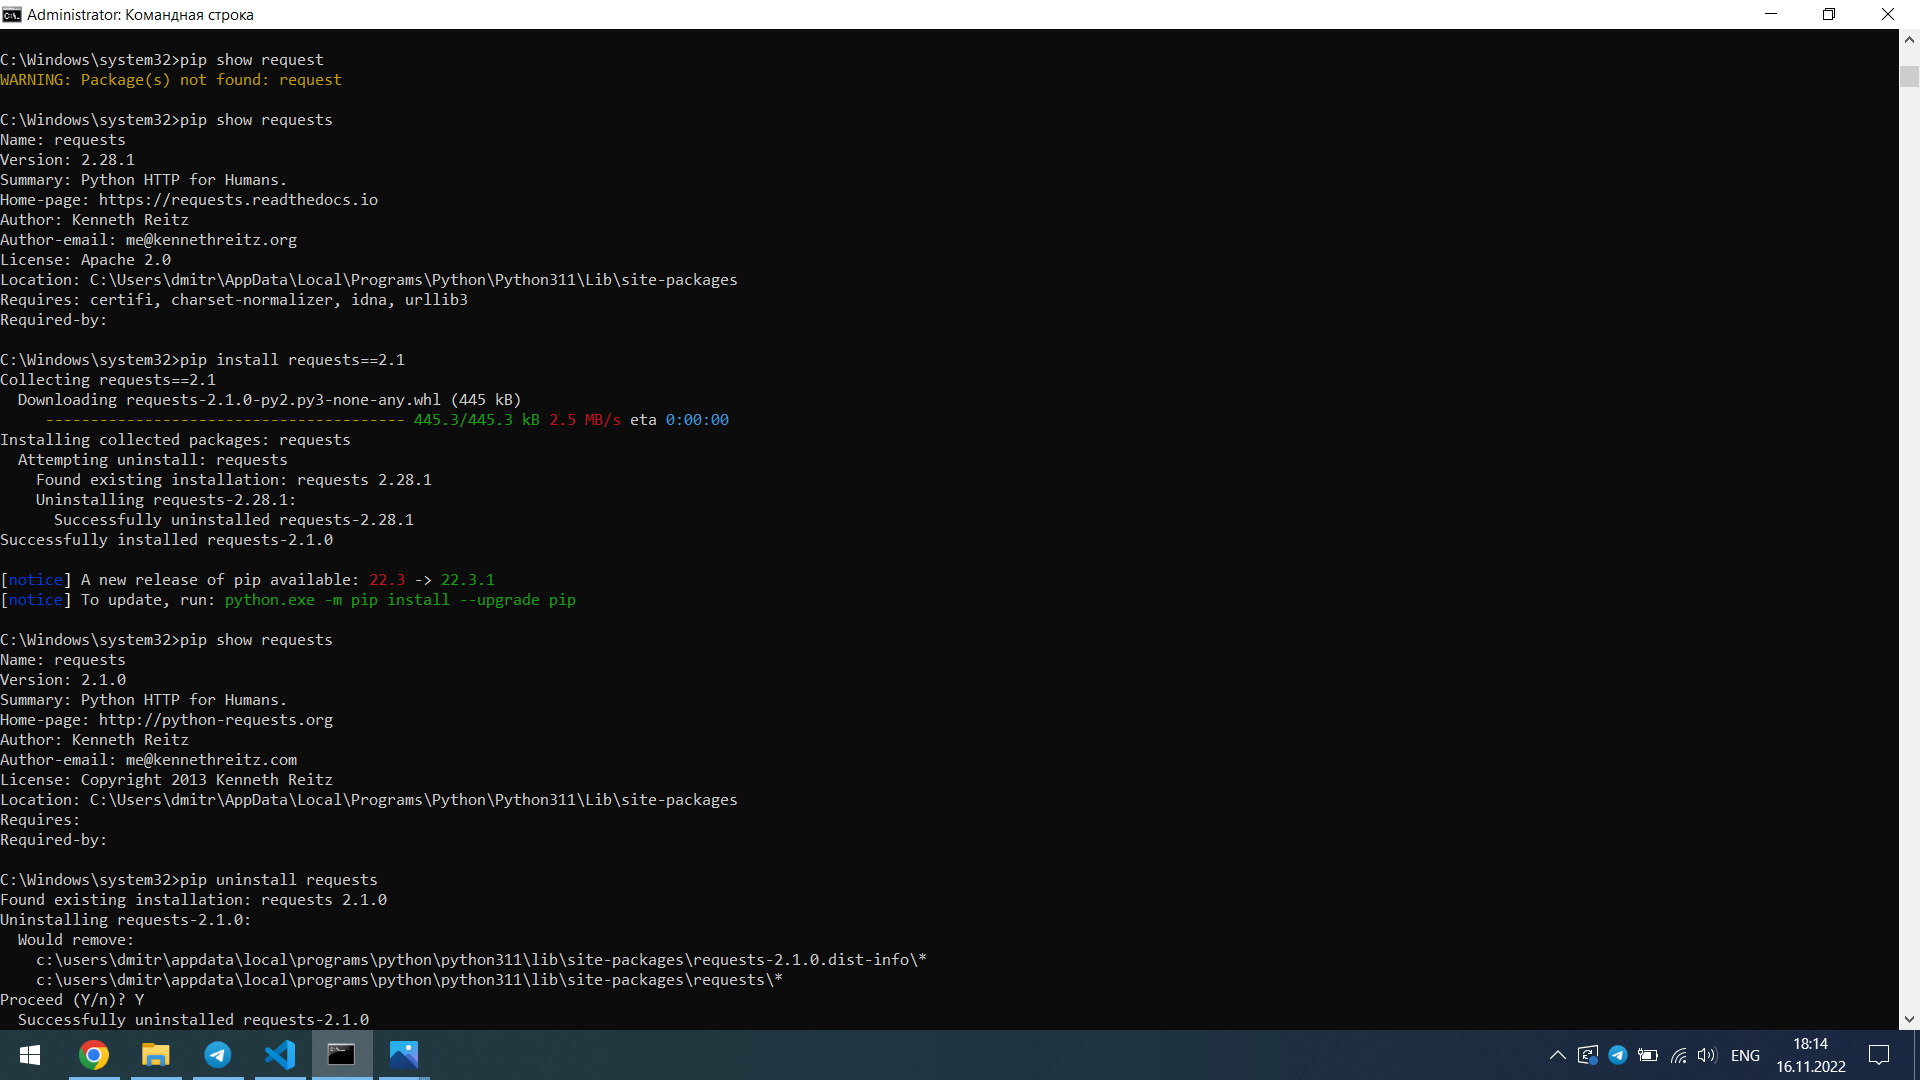 Administrator: Командная строка
C:\Windows\system32>pip show request
WARNING: Package(s) not found: request
C:\Windows\system32>pip show requests
Name: requests
Version: 2.28.1
Summary: Python HTTP for Humans.
Home-page: https://requests.readthedocs.io
Author: Kenneth Reitz
Author-email: me@kennethreitz.org
License: Apache 2.0
Location: C:\Users\dmitr\AppData\Local\Programs\Python\Python311\Lib\site-packages
Requires: certifi, charset-normalizer, idna, urllib3
Required-by:
C:\Windows\system32>pip install requests==2.1
Collecting requests==2.1
  Downloading requests-2.1.0-py2.py3-none-any.whl (445 kB)
     ---------------------------------------- 445.3/445.3 kB 2.5 MB/s eta 0:00:00
Installing collected packages: requests
  Attempting uninstall: requests
    Found existing installation: requests 2.28.1
    Uninstalling requests-2.28.1:
      Successfully uninstalled requests-2.28.1
Successfully installed requests-2.1.0
[notice] A new release of pip available: 22.3 -> 22.3.1
[notice] To update, run: python.exe -m pip install --upgrade pip
C:\Windows\system32>pip show requests
Name: requests
Version: 2.1.0
Summary: Python HTTP for Humans.
Home-page: http://python-requests.org
Author: Kenneth Reitz
Author-email: me@kennethreitz.com
License: Copyright 2013 Kenneth Reitz
Location: C:\Users\dmitr\AppData\Local\Programs\Python\Python311\Lib\site-packages
Requires:
Required-by:
C:\Windows\system32>pip uninstall requests
Found existing installation: requests 2.1.0
Uninstalling requests-2.1.0:
  Would remove:
    c:\users\dmitr\appdata\local\programs\python\python311\lib\site-packages\requests-2.1.0.dist-info\*
    c:\users\dmitr\appdata\local\programs\python\python311\lib\site-packages\requests\*
Proceed (Y/n)? Y
  Successfully uninstalled requests-2.1.0
ENG
18:14
16.11.2022